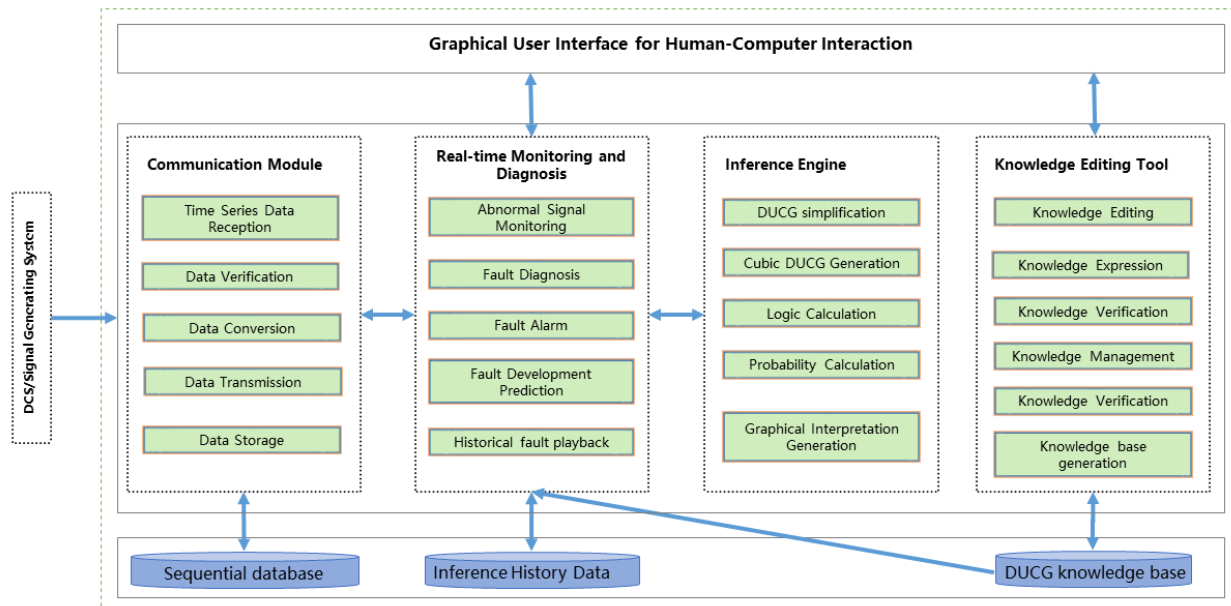 Graphical User Interface for Human-Computer Interaction
DCS/Signal Generating System
Communication Module
Time Series Data
Reception
Data Verification
Data Conversion
Data Transmission
Data Storage
Real-time Monitoring and
Diagnosis
Abnormal Signal
Monitoring
Fault Diagnosis
Fault Alarm
Fault Development
Prediction
Historical fault playback
Inference Engine
DUCG simplification
Cubic DUCG Generation
Logic Calculation
Probability Calculation
Graphical Interpretation
Generation
Knowledge Editing Tool
Knowledge Editing
Knowledge Expression
Knowledge Verification
Knowledge Management
Knowledge Verification
Knowledge base
generation
Sequential database
Inference History Data
DUCG knowledge base